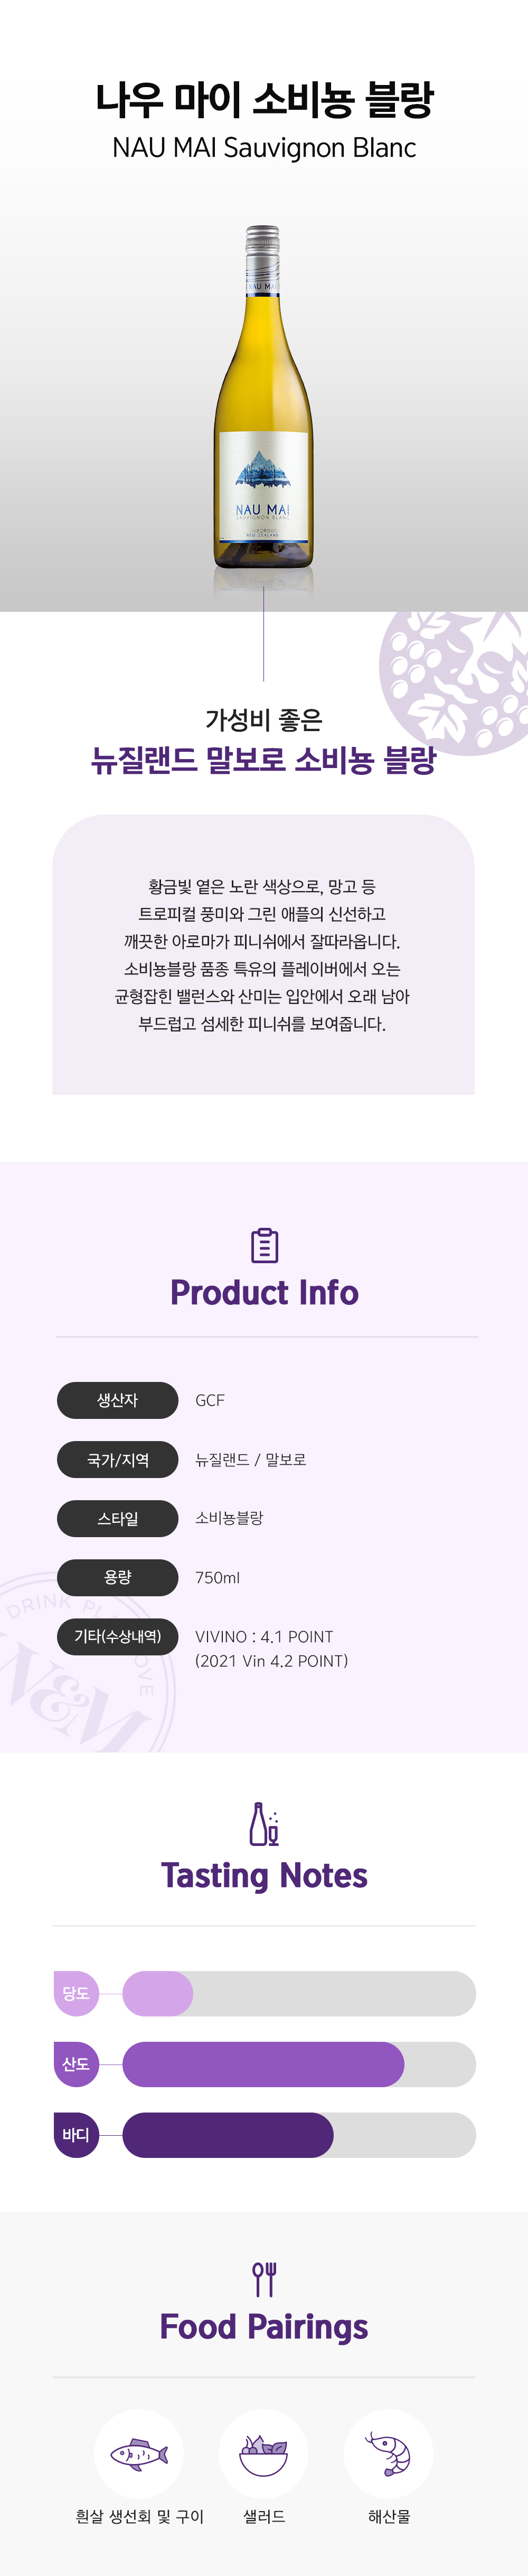 나우 마이 소비뇽 블랑
NAU MAI Sauvignon Blanc
NAU MAI
NAU MAI
SAUVIGNON BLANC
NEW ZEALAND
가성비 좋은
뉴질랜드 말보로 소비뇽 블랑
황금빛 옅은 노란 색상으로, 망고 등
트로피컬 풍미와 그린 애플의 신선하고
깨끗한 아로마가 피니쉬에서 잘따라옵니다.
소비뇽블랑 품종 특유의 플레이버에서 오는
균형잡힌 밸런스와 산미는 입안에서 오래 남아
부드럽고 섬세한 피니쉬를 보여줍니다.
Product Info
생산자 GCF
국가/지역 뉴질랜드 / 말보로
스타일 소비뇽블랑
용량 750ml
기타(수상내역) VIVINO : 4.1 POINT
(2021 Vin 4.2 POINT)
DRINK
W&M
Tasting Notes
당도
산도
바디
Food Pairings
흰살 생선회 및 구이 샐러드 해산물